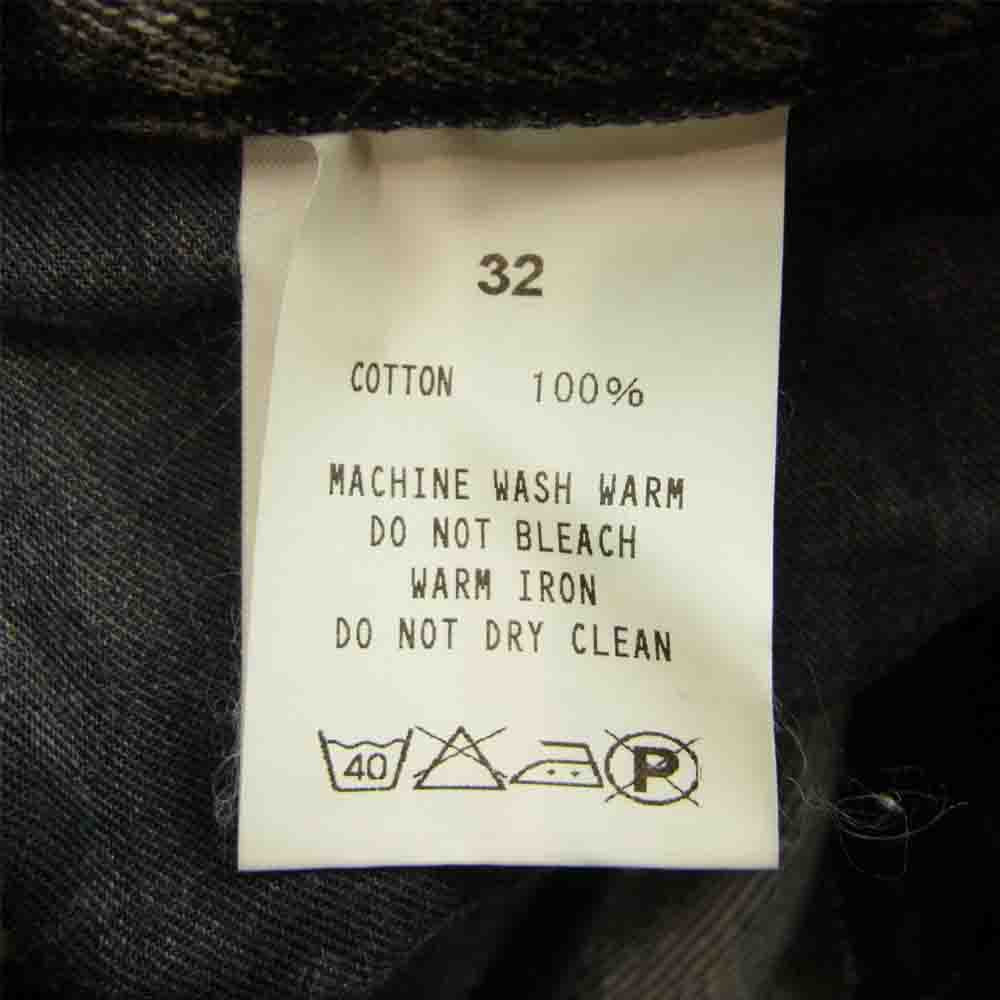 32
COTTON 100%
MACHINE WASH WARM
DO NOT BLEACH
WARM IRON
DO NOT DRY CLEAN
40 P